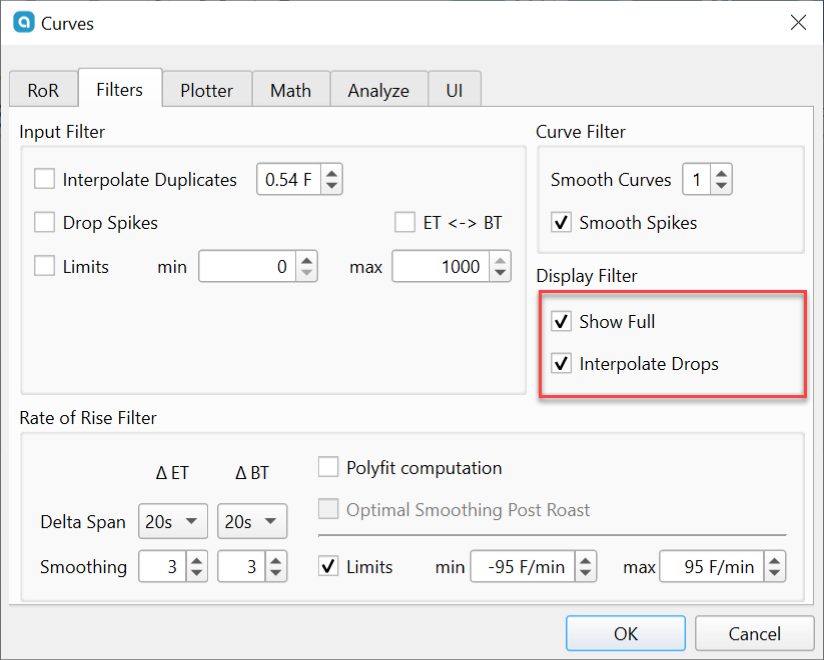 Curves
RoR Filters Plotter Math Analyze UI
Input Filter
Interpolate Duplicates 0.54 F
Drop Spikes ET <-> BT
Limits min 0 max 1000
Curve Filter
Smooth Curves 1
Smooth Spikes
Display Filter
Show Full
Interpolate Drops
Rate of Rise Filter
Δ ET Δ BT
Delta Span 20s 20s
Smoothing 3 3
Polyfit computation
Optimal Smoothing Post Roast
Limits min -95 F/min max 95 F/min
OK Cancel